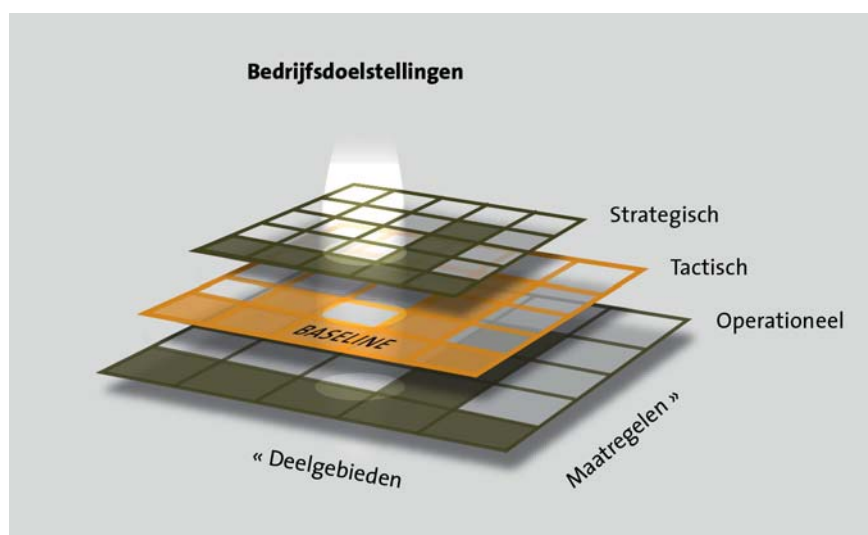 Bedrijfsdoelstellingen
Strategisch
Tactisch
Operationeel
BASELINE
« Deelgebieden
Maatregelen »